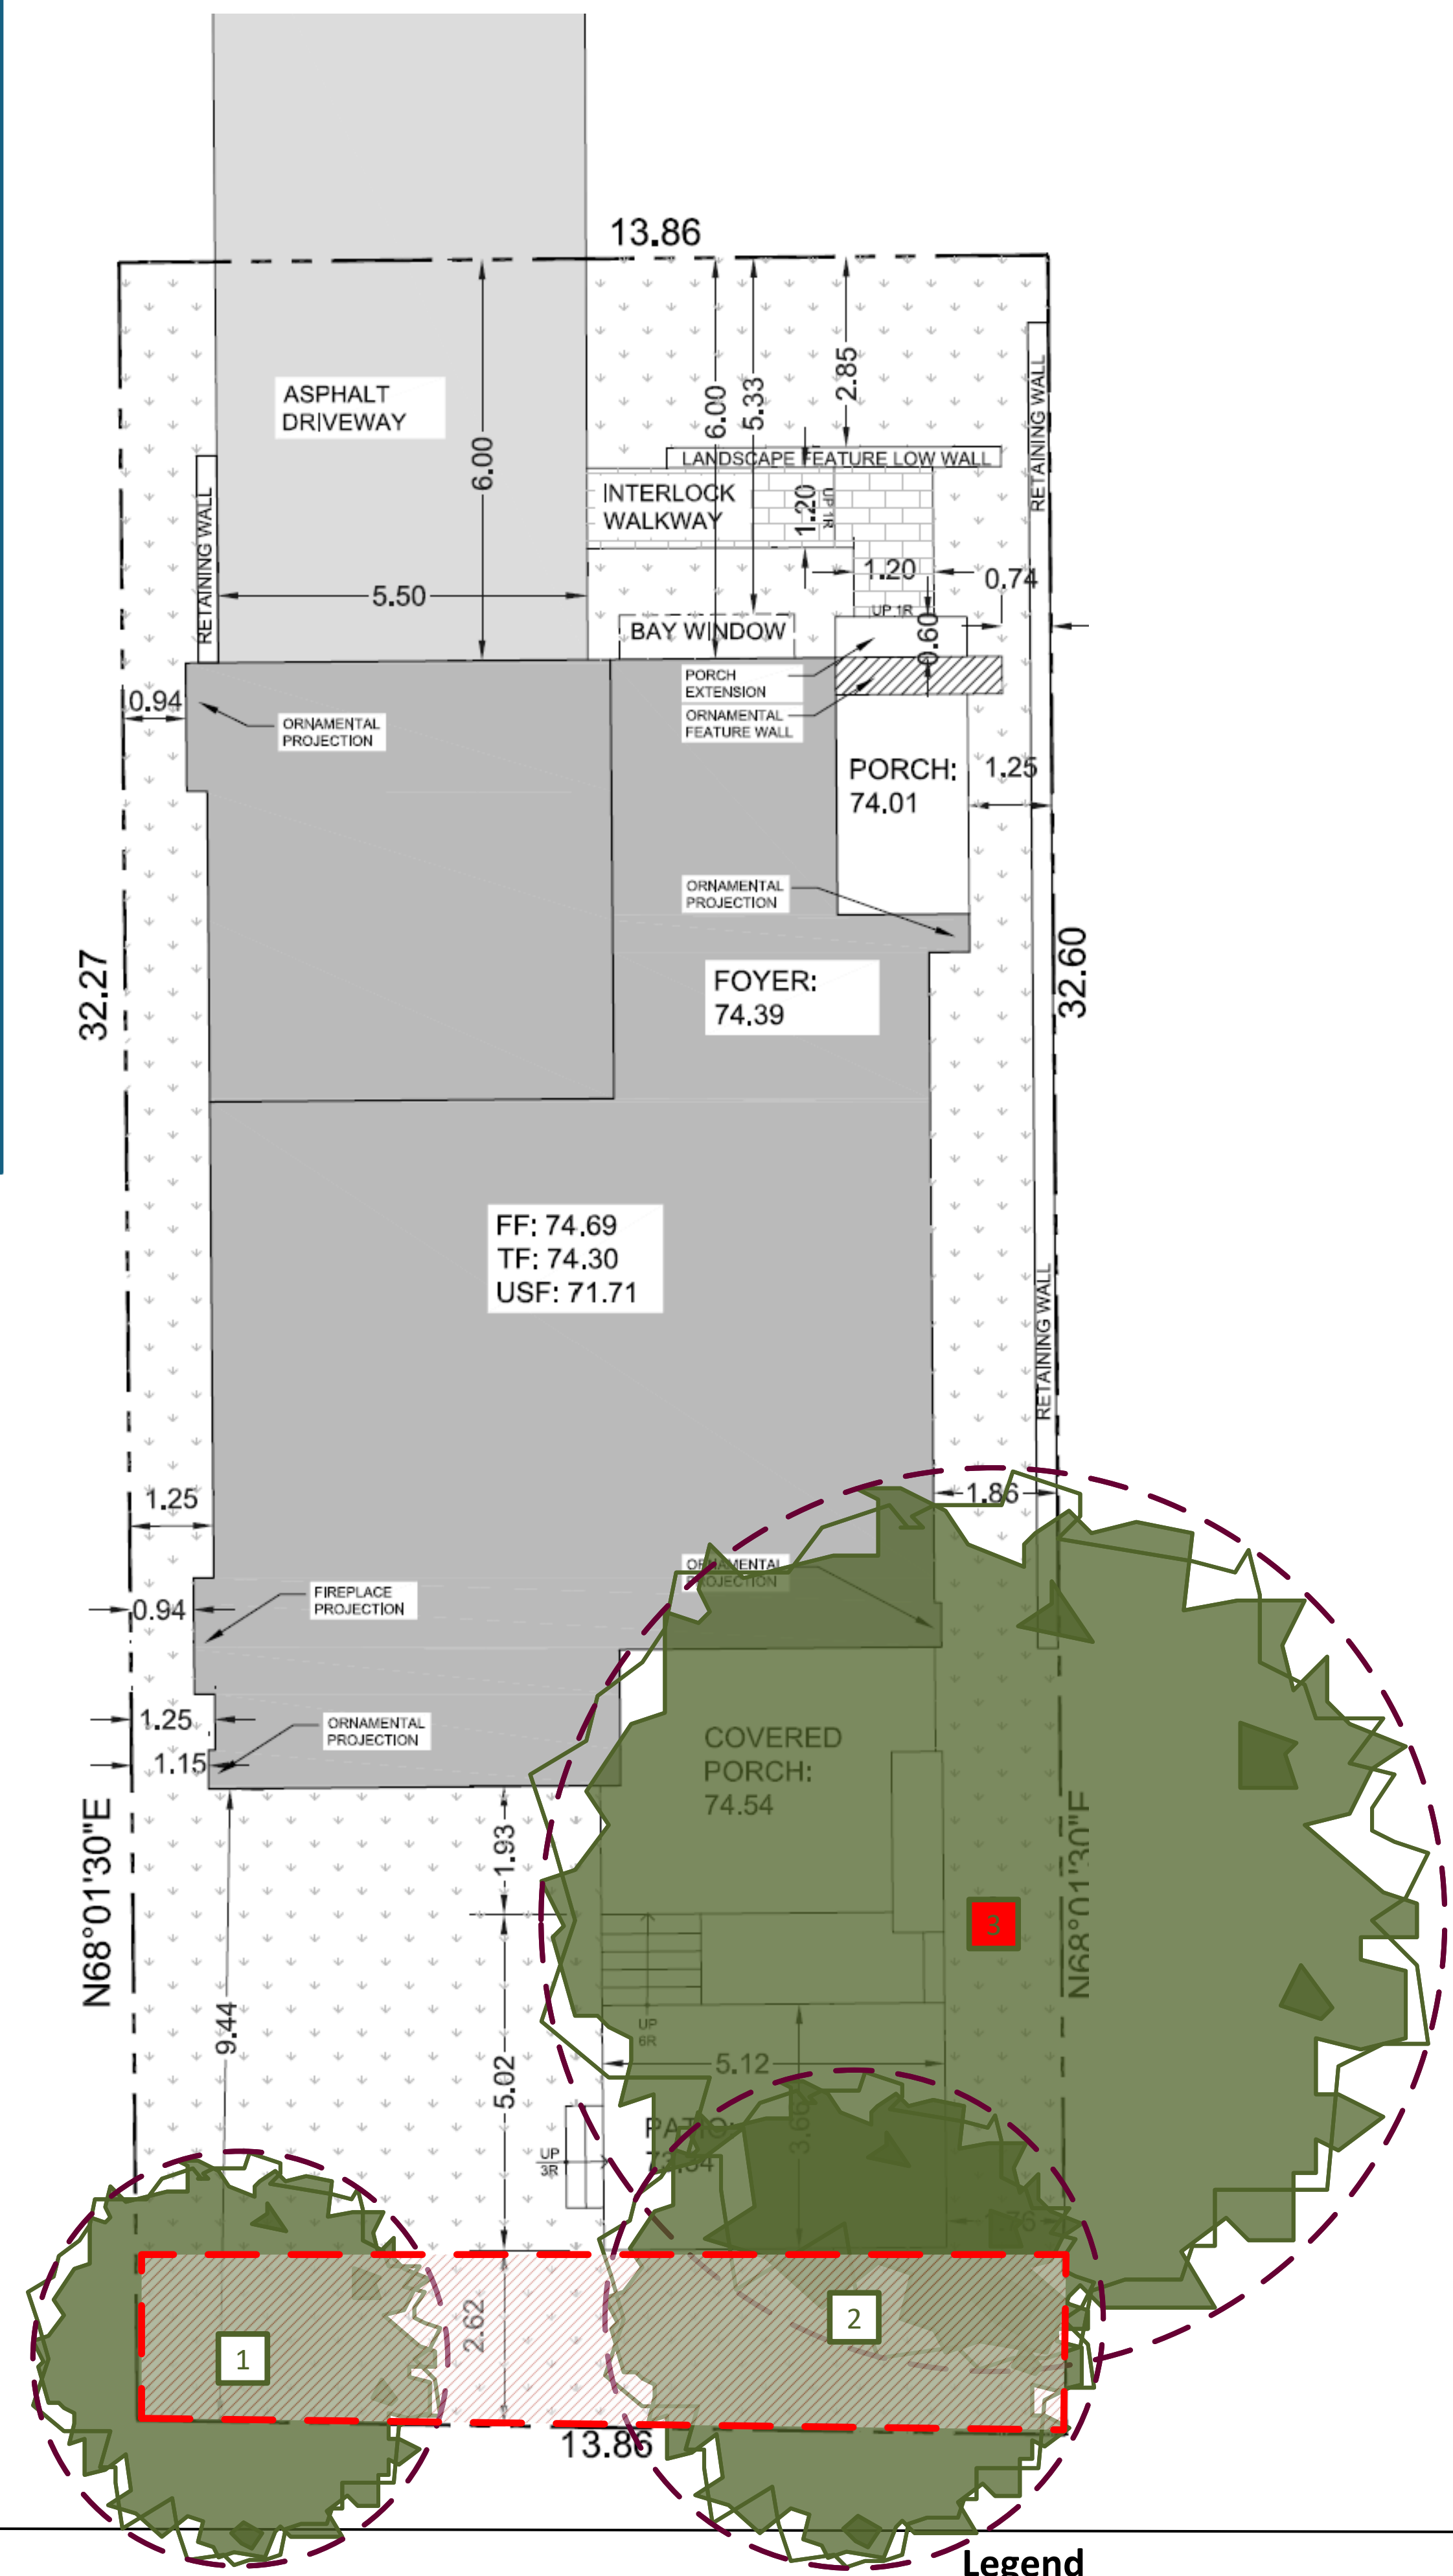 13.86
ASPHALT
DRIVEWAY
6.00
6.00
5.33
2.85
RETAINING WALL
LANDSCAPE FEATURE LOW WALL
INTERLOCK
WALKWAY
1.20
UP 1R
RETAINING WALL
5.50
1.20
0.74
UP 1R
BAY WINDOW
0.60
PORCH
EXTENSION
0.94
ORNAMENTAL
PROJECTION
ORNAMENTAL
FEATURE WALL
PORCH:
74.01
1.25
ORNAMENTAL
PROJECTION
32.27
FOYER:
74.39
32.60
FF: 74.69
TF: 74.30
USF: 71.71
RETAINING WALL
1.25
1.86
ORNAMENTAL
PROJECTION
0.94
FIREPLACE
PROJECTION
1.25
ORNAMENTAL
PROJECTION
1.15
COVERED
PORCH:
74.54
N68°01'30"E
1.93
N68°01'30"E
3
9.44
UP
6R
5.02
5.12
PATIO:
UP
3R
2.62
1
2
13.86
Legend